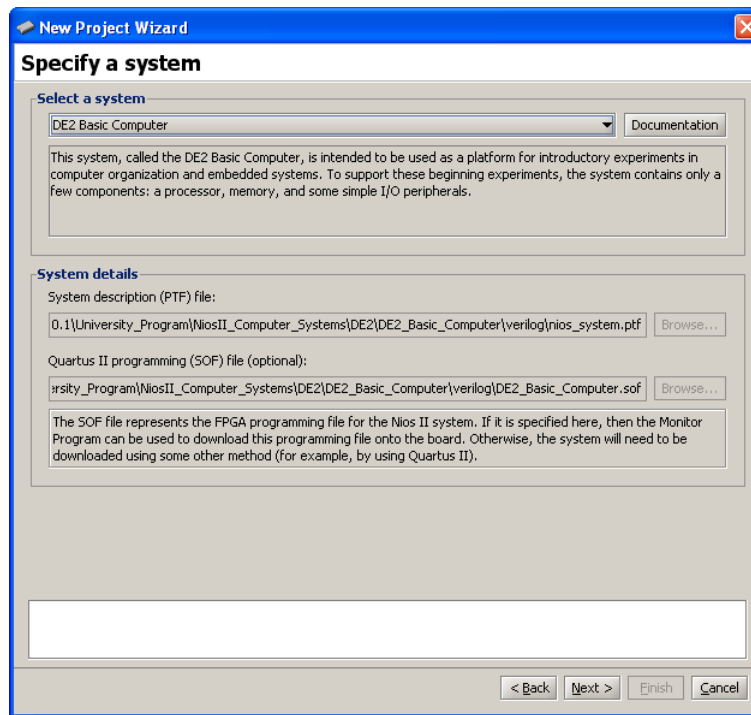 New Project Wizard
Specify a system
Select a system
DE2 Basic Computer
Documentation
This system, called the DE2 Basic Computer, is intended to be used as a platform for introductory experiments in
computer organization and embedded systems. To support these beginning experiments, the system contains only a
few components: a processor, memory, and some simple I/O peripherals.
System details
System description (PTF) file:
0.1\University_Program\NiosII_Computer_Systems\DE2\DE2_Basic_Computer\verilog\nios_system.ptf
Browse...
Quartus II programming (SOF) file (optional):
rsity_Program\NiosII_Computer_Systems\DE2\DE2_Basic_Computer\verilog\DE2_Basic_Computer.sof
Browse...
The SOF file represents the FPGA programming file for the Nios II system. If it is specified here, then the Monitor
Program can be used to download this programming file onto the board. Otherwise, the system will need to be
downloaded using some other method (for example, by using Quartus II).
< Back
Next >
Finish
Cancel